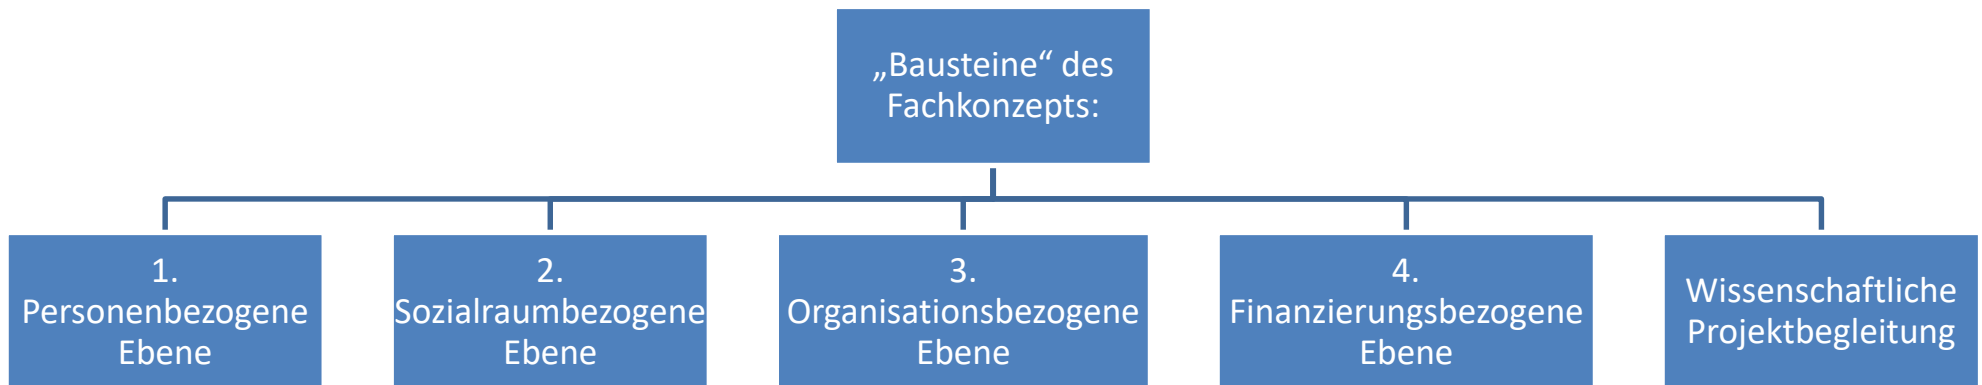 „Bausteine“ des
Fachkonzepts:
1.
Personenbezogene
Ebene
2.
Sozialraumbezogene
Ebene
3.
Organisationsbezogene
Ebene
4.
Finanzierungsbezogene
Ebene
Wissenschaftliche
Projektbegleitung